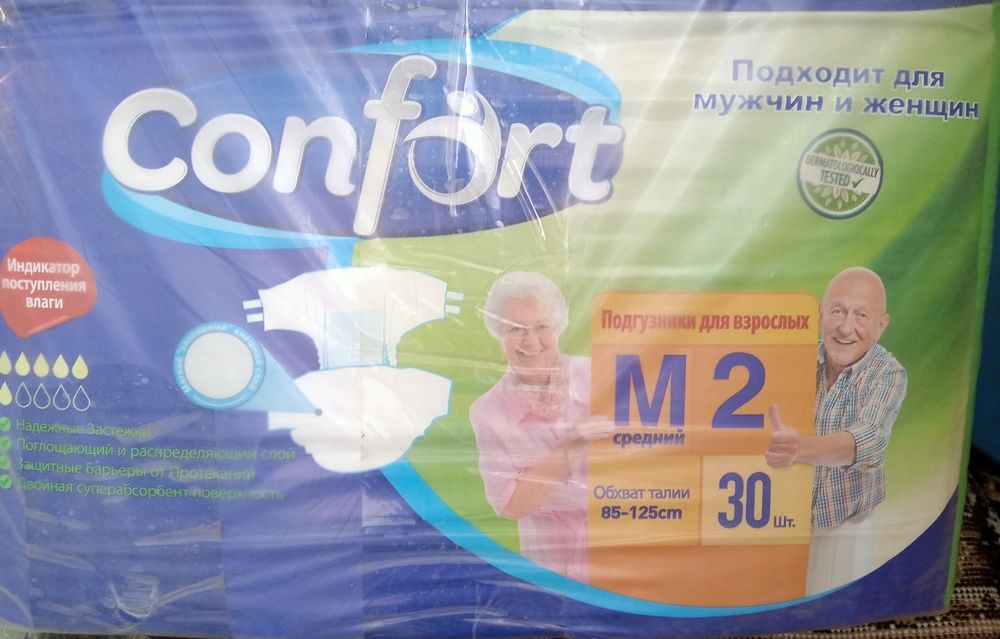 Confort
Подходит для
мужчин и женщин
DERMATOLOGICALLY
TESTED
Индикатор
поступления
влаги
Надежные Застежки
Поглощающий и распределяющий слой
Защитные Барьеры от Протеканий
Двойная суперабсорбент поверхность
Подгузники для взрослых
M 2
средний
Обхват талии
85-125cm
30 Шт.